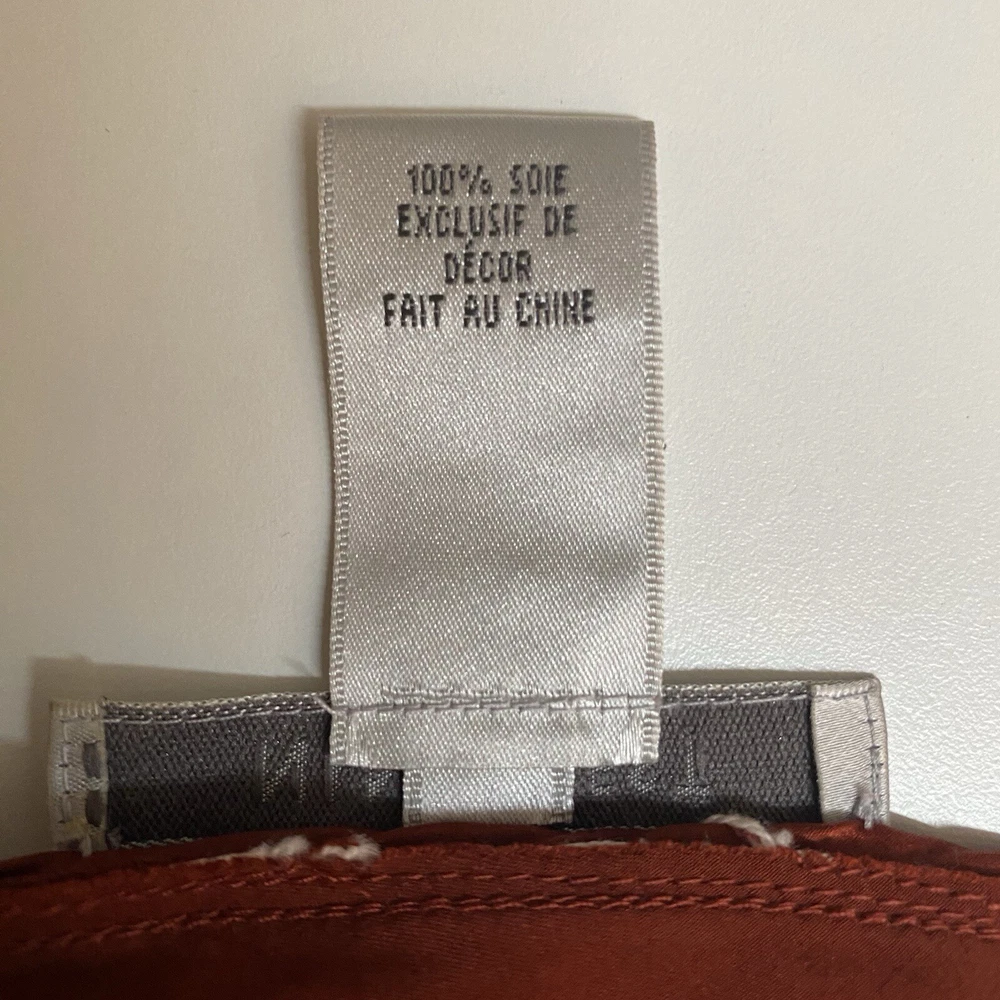 100% SOIE
EXCLUSIF DE
DÉCOR
FAIT AU CHINE